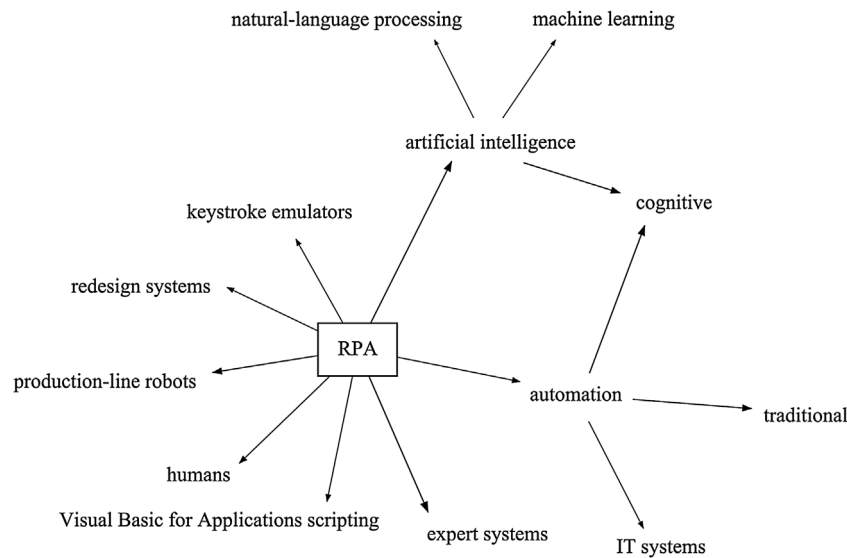 natural-language processing
machine learning
artificial intelligence
cognitive
keystroke emulators
redesign systems
RPA
production-line robots
automation
traditional
humans
Visual Basic for Applications scripting
expert systems
IT systems